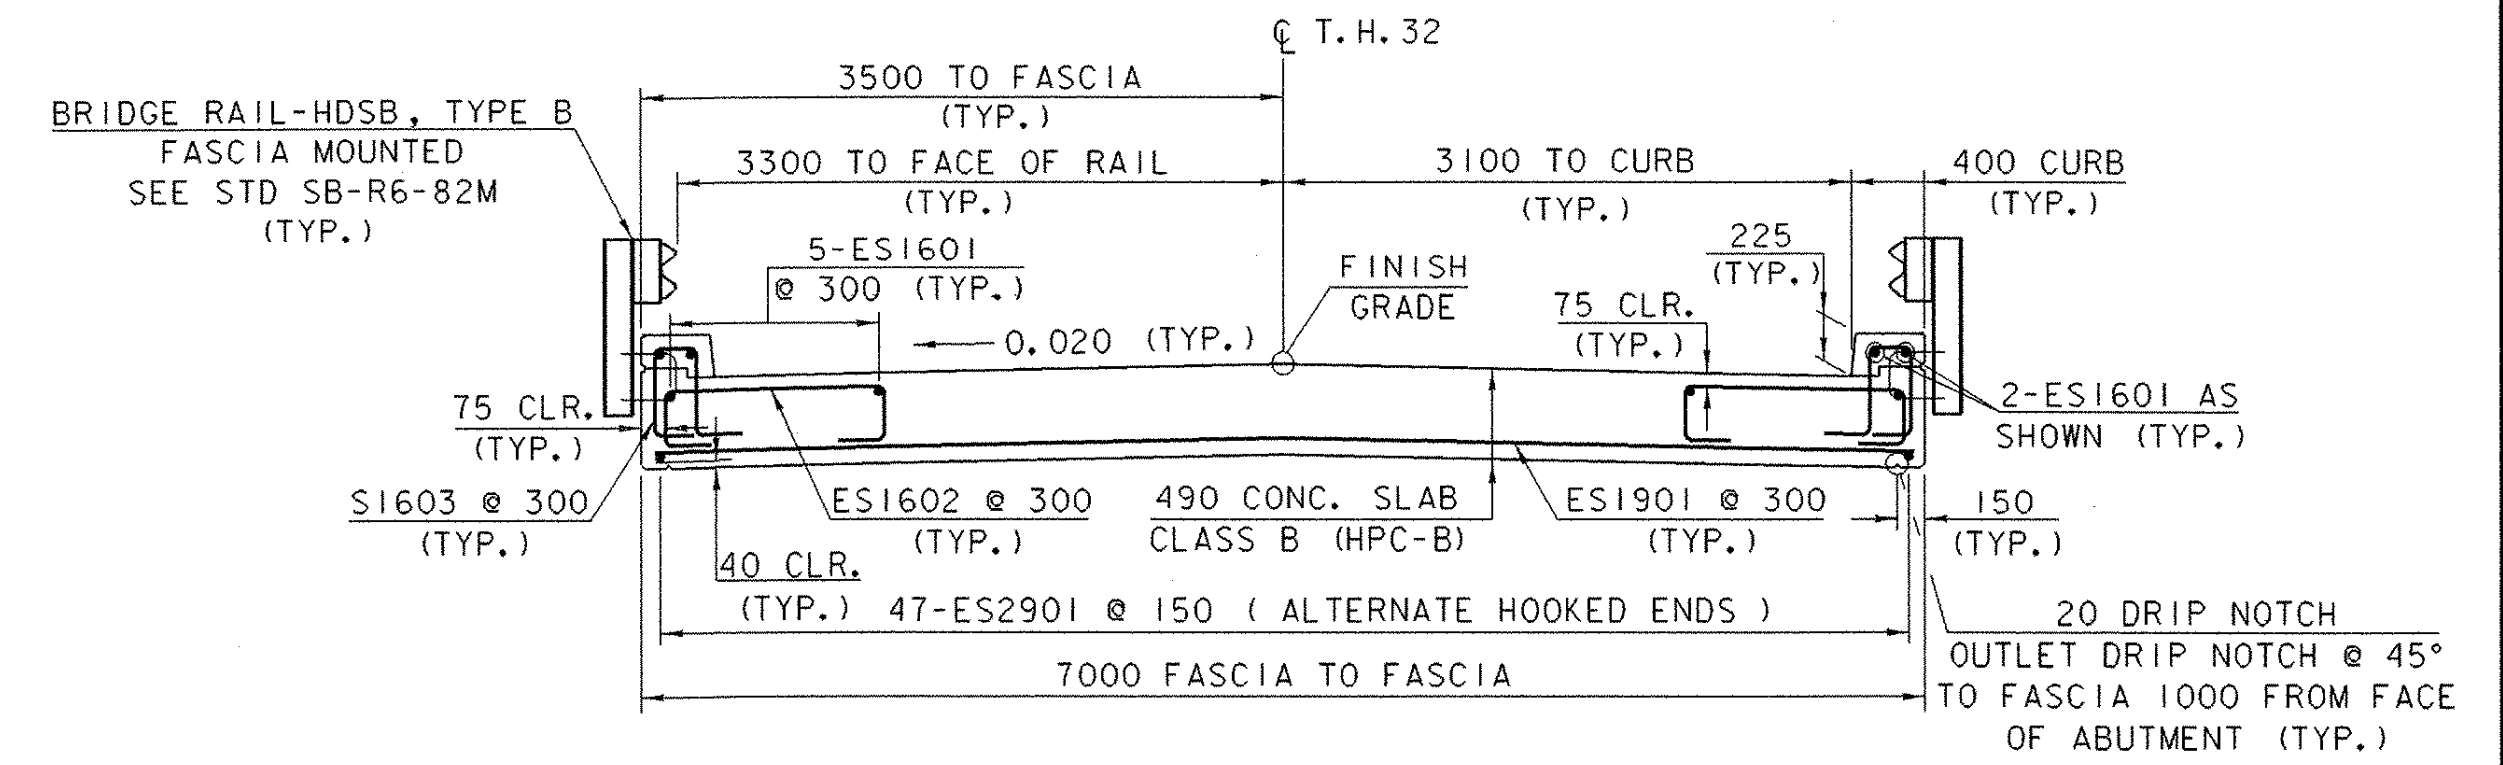 ℄ T.H.32
3500 TO FASCIA
(TYP.)
BRIDGE RAIL-HDSB, TYPE B
FASCIA MOUNTED
SEE STD SB-R6-82M
(TYP.)
3300 TO FACE OF RAIL
(TYP.)
3100 TO CURB
(TYP.)
400 CURB
(TYP.)
5-ES1601
@ 300 (TYP.)
FINISH
GRADE
225
(TYP.)
75 CLR.
(TYP.)
0.020 (TYP.)
75 CLR.
(TYP.)
2-ES1601 AS
SHOWN (TYP.)
S1603 @ 300
(TYP.)
ES1602 @ 300
(TYP.)
490 CONC. SLAB
CLASS B (HPC-B)
ES1901 @ 300
(TYP.)
150
(TYP.)
40 CLR.
(TYP.)
47-ES2901 @ 150 ( ALTERNATE HOOKED ENDS )
20 DRIP NOTCH
OUTLET DRIP NOTCH @ 45°
TO FASCIA 1000 FROM FACE
OF ABUTMENT (TYP.)
7000 FASCIA TO FASCIA